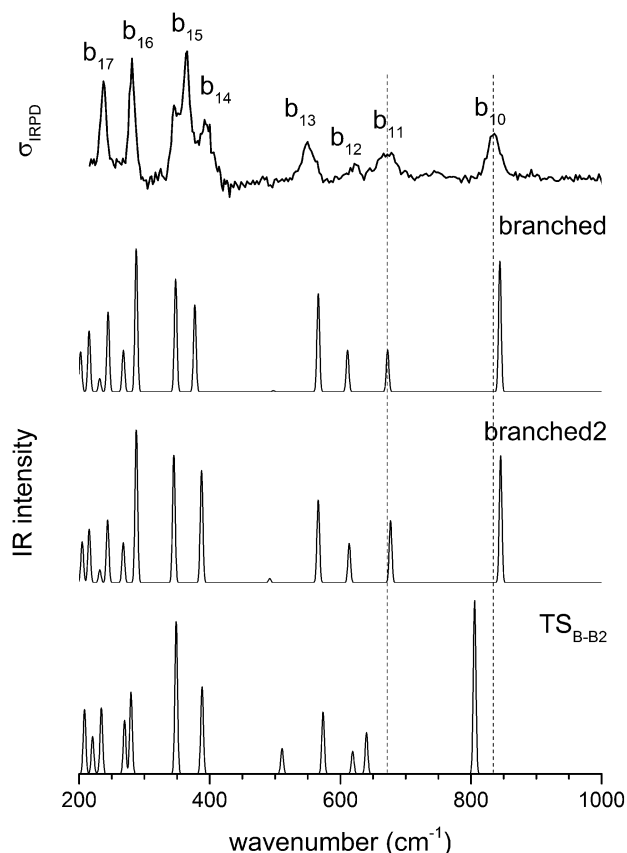 b₁₇
b₁₆
b₁₅
b₁₄
b₁₃
b₁₂
b₁₁
b₁₀
σIRPD
branched
branched2
TSB-B2
IR intensity
200 400 600 800 1000
wavenumber (cm⁻¹)